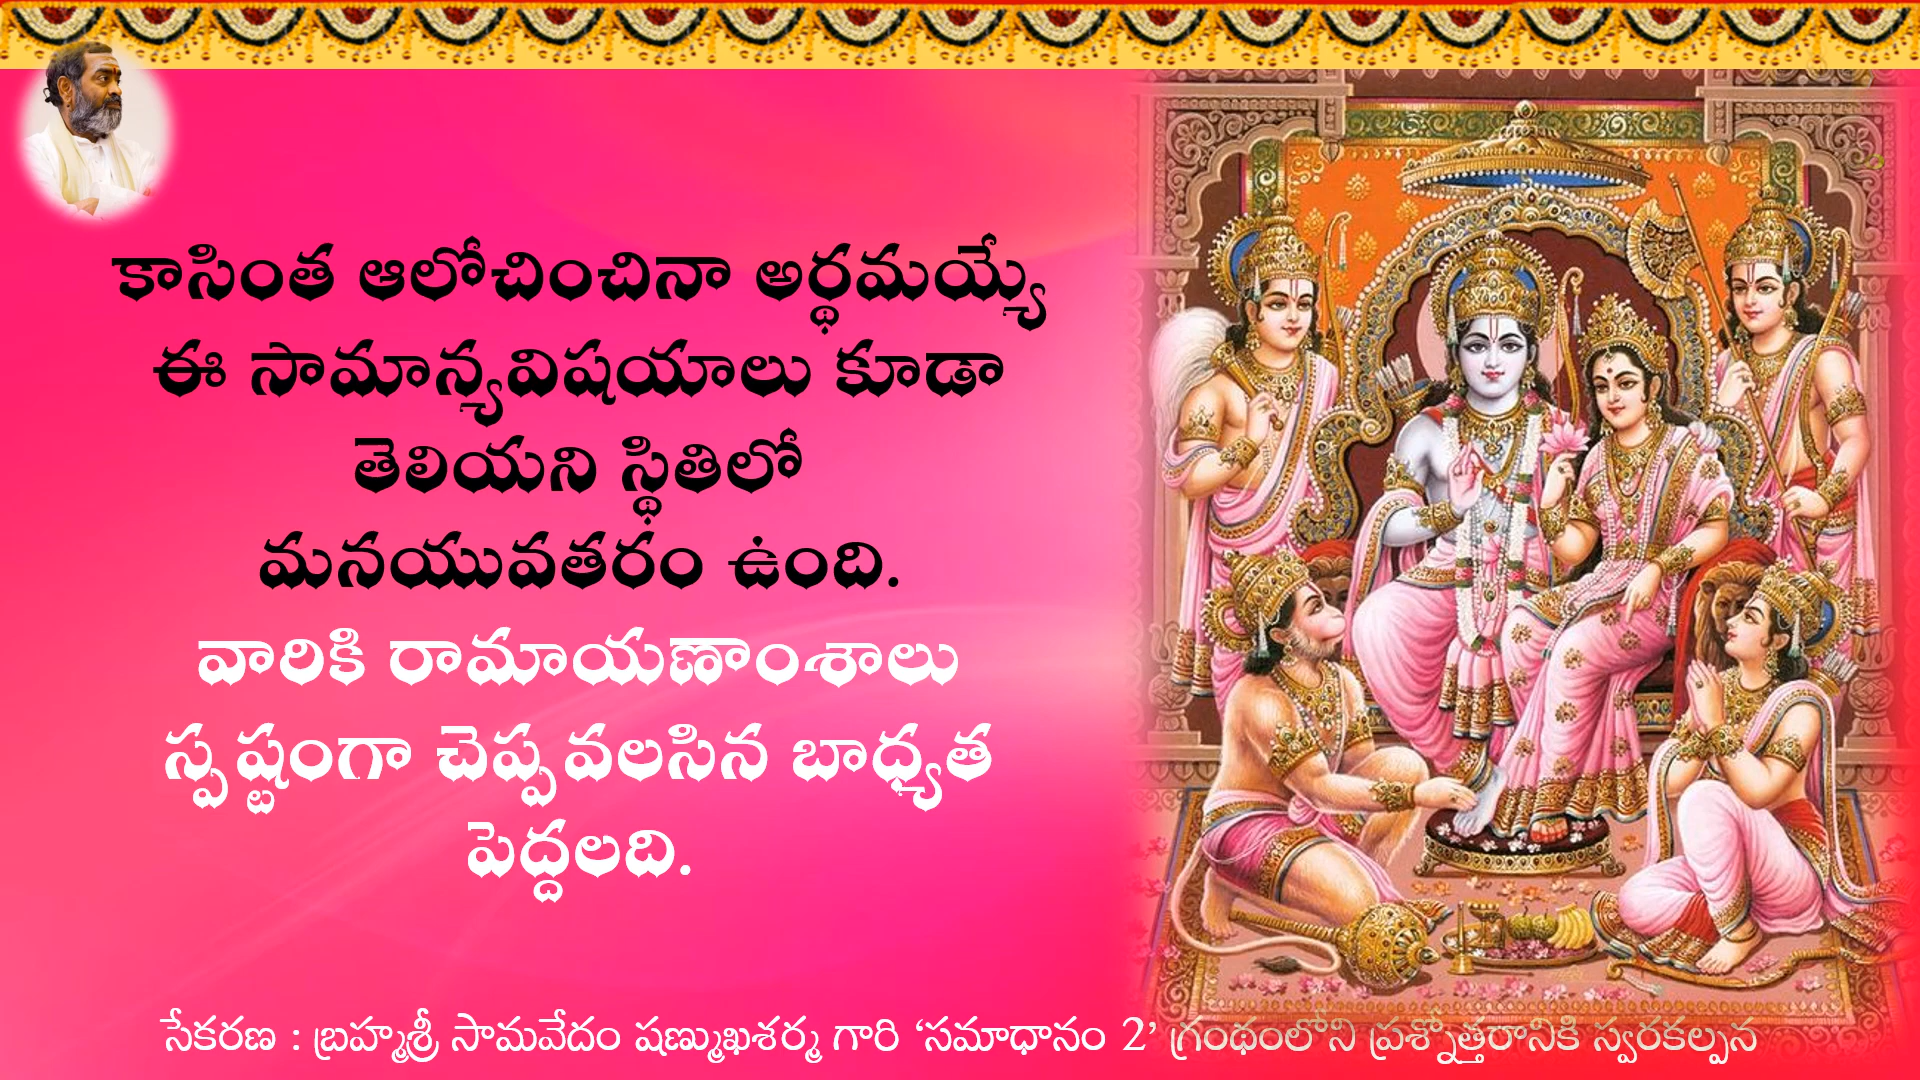 కాసింత ఆలోచించినా అర్థమయ్యే
ఈ సామాన్యవిషయాలు కూడా
తెలియని స్థితిలో
మనయువతరం ఉంది.
వారికి రామాయణాంశాలు
స్పష్టంగా చెప్పవలసిన బాధ్యత
పెద్దలది.
సేకరణ : బ్రహ్మశ్రీ సామవేదం షణ్ముఖశర్మ గారి ‘సమాధానం 2’ గ్రంథంలోని ప్రశ్నోత్తరానికి స్వరకల్పన